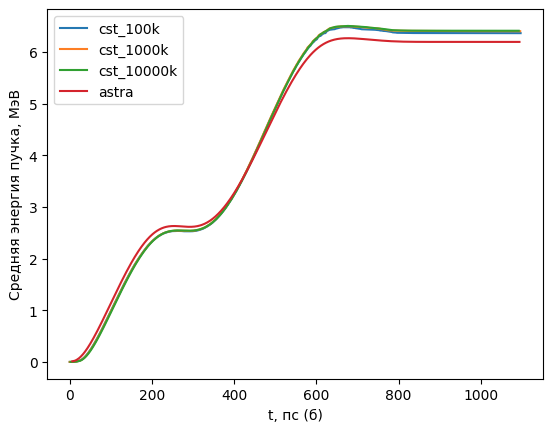 cst_100k
cst_1000k
cst_10000k
astra
Средняя энергия пучка, МэВ
6
5
4
3
2
1
0
0 200 400 600 800 1000
t, пс (б)